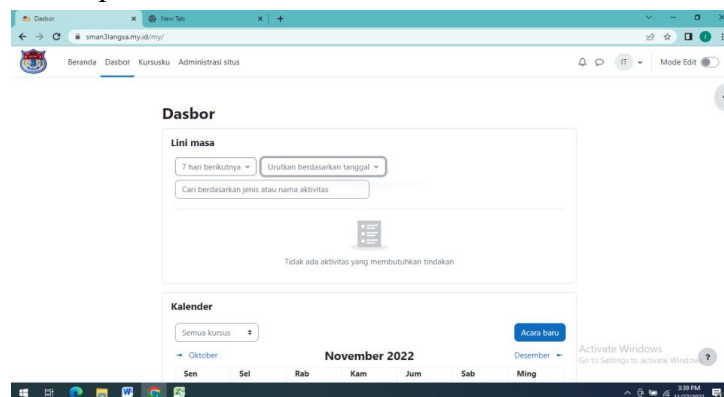 Dasbor
New Tab
sman3langsa.my.id/my/
Beranda Dasbor Kursusku Administrasi situs
IT
Mode Edit
Dasbor
Lini masa
7 hari berikutnya
Urutkan berdasarkan tanggal
Cari berdasarkan jenis atau nama aktivitas
Tidak ada aktivitas yang membutuhkan tindakan
Kalender
Semua kursus
Acara baru
Oktober
November 2022
Desember
Sen Sel Rab Kam Jum Sab Ming
Activate Windows
Go to Settings to activate Windows
?
3:39 PM